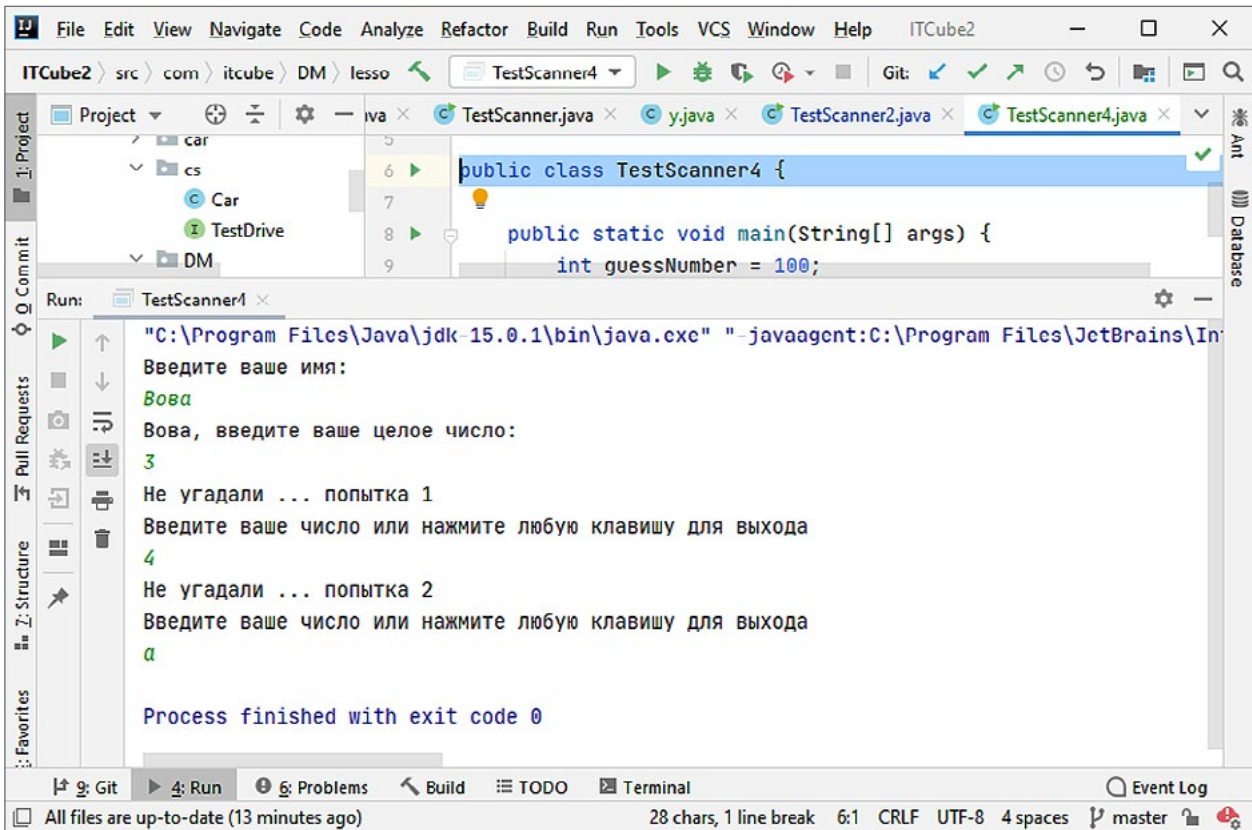 File Edit View Navigate Code Analyze Refactor Build Run Tools VCS Window Help ITCube2
ITCube2 src com itcube DM lesso TestScanner4 Git:
Project ava TestScanner.java y.java TestScanner2.java TestScanner4.java
1: Project
0 Commit
Pull Requests
7: Structure
Favorites
Ant
Database
car
cs
Car
TestDrive
DM
5
6 public class TestScanner4 {
7
8 public static void main(String[] args) {
9 int guessNumber = 100;
Run: TestScanner4
"C:\Program Files\Java\jdk-15.0.1\bin\java.exe" "-javaagent:C:\Program Files\JetBrains\In
Введите ваше имя:
Вова
Вова, введите ваше целое число:
3
Не угадали ... попытка 1
Введите ваше число или нажмите любую клавишу для выхода
4
Не угадали ... попытка 2
Введите ваше число или нажмите любую клавишу для выхода
а
Process finished with exit code 0
9: Git 4: Run 6: Problems Build TODO Terminal Event Log
All files are up-to-date (13 minutes ago) 28 chars, 1 line break 6:1 CRLF UTF-8 4 spaces master